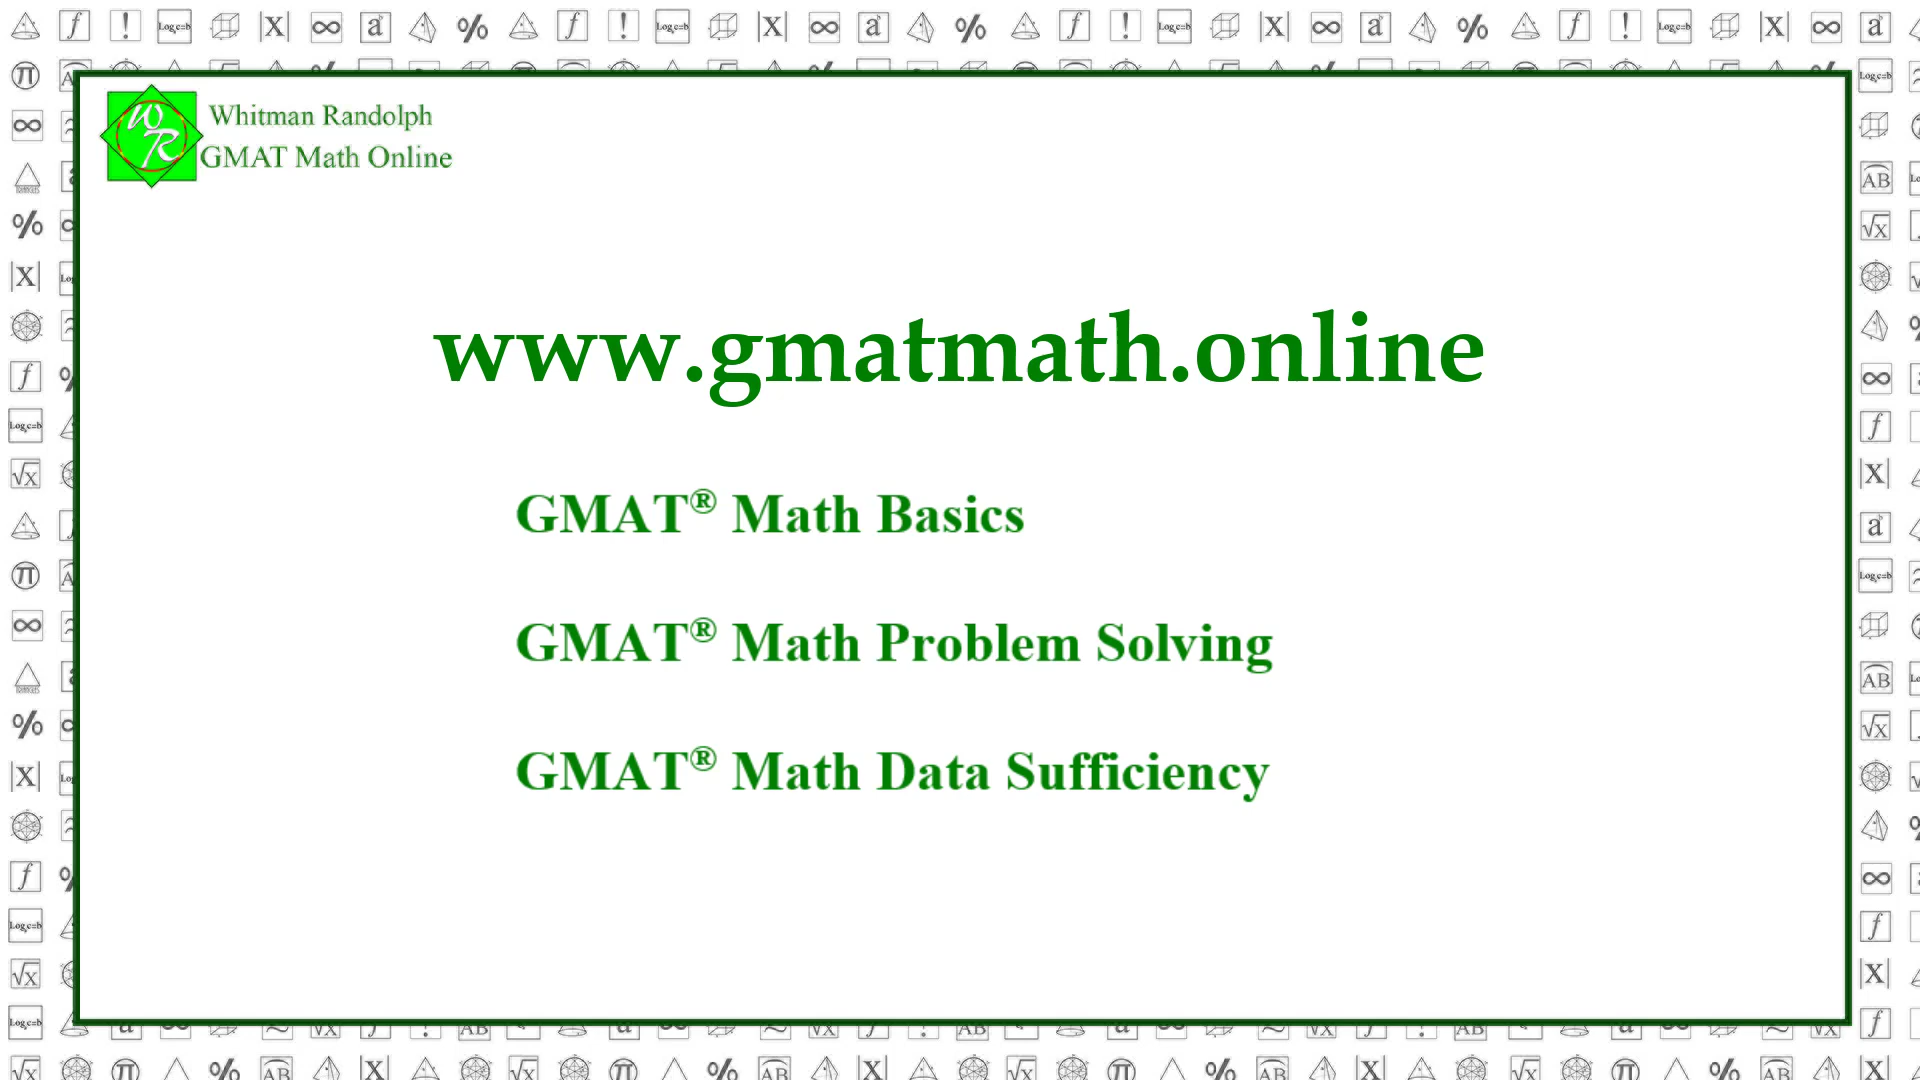 Whitman Randolph
GMAT Math Online
www.gmatmath.online
GMAT® Math Basics
GMAT® Math Problem Solving
GMAT® Math Data Sufficiency